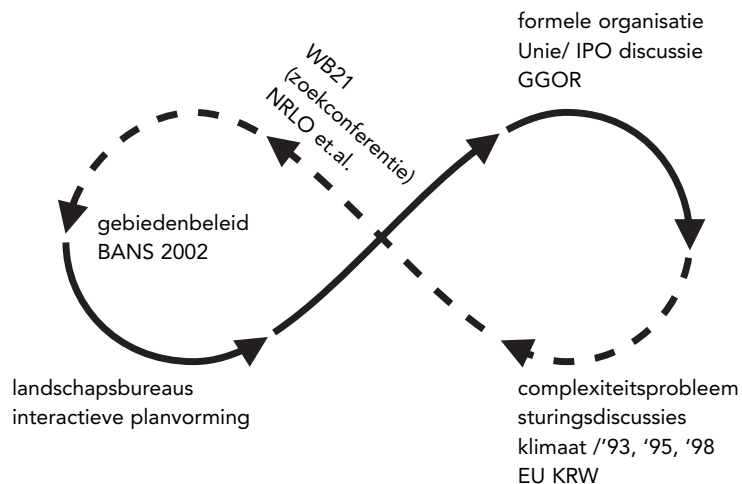 formele organisatie
Unie/ IPO discussie
GGOR
WB21
(zoekconferentie)
NRLO et.al.
gebiedenbeleid
BANS 2002
landschapsbureaus
interactieve planvorming
complexiteitsprobleem
sturingsdiscussies
klimaat /’93, ‘95, ‘98
EU KRW